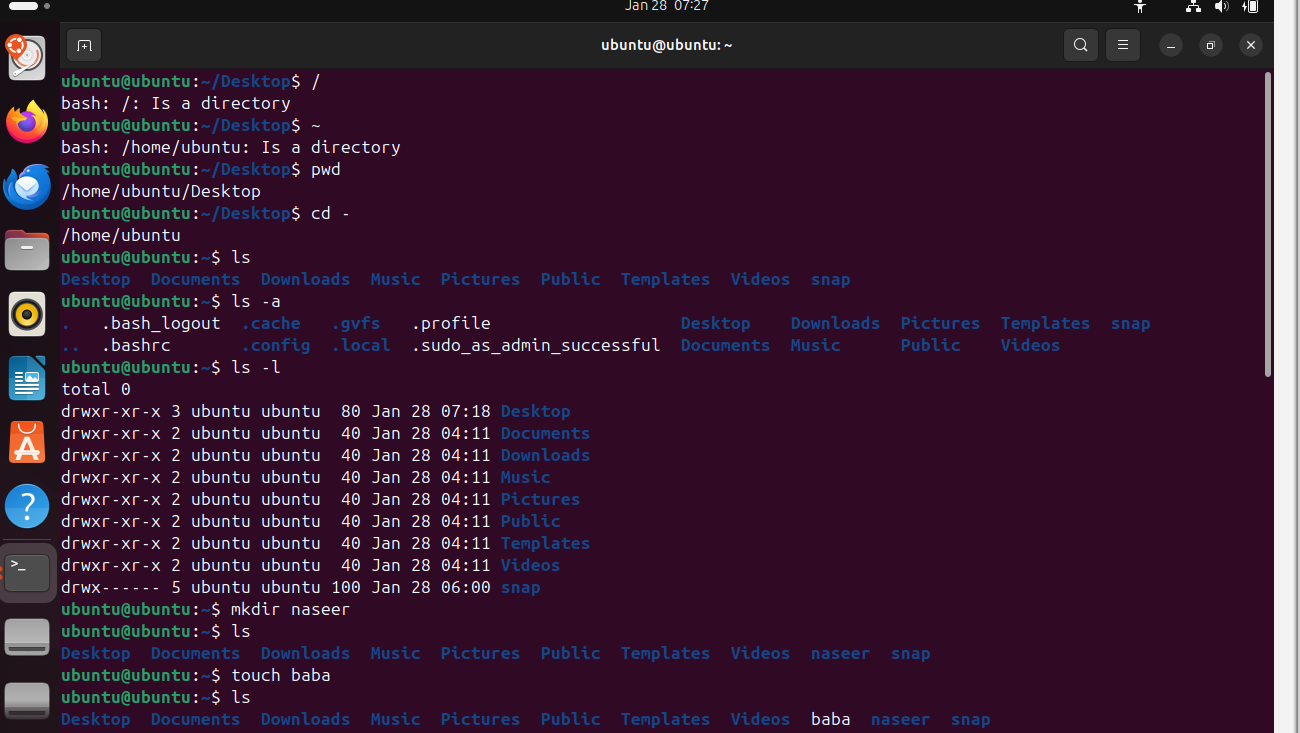 Jan 28 07:27
ubuntu@ubuntu: ~
ubuntu@ubuntu:~/Desktop$ /
bash: /: Is a directory
ubuntu@ubuntu:~/Desktop$ ~
bash: /home/ubuntu: Is a directory
ubuntu@ubuntu:~/Desktop$ pwd
/home/ubuntu/Desktop
ubuntu@ubuntu:~/Desktop$ cd -
/home/ubuntu
ubuntu@ubuntu:~$ ls
Desktop  Documents  Downloads  Music  Pictures  Public  Templates  Videos  snap
ubuntu@ubuntu:~$ ls -a
.   .bash_logout  .cache   .gvfs   .profile                   Desktop    Downloads  Pictures  Templates  snap
..  .bashrc       .config  .local  .sudo_as_admin_successful  Documents  Music      Public    Videos
ubuntu@ubuntu:~$ ls -l
total 0
drwxr-xr-x 3 ubuntu ubuntu  80 Jan 28 07:18 Desktop
drwxr-xr-x 2 ubuntu ubuntu  40 Jan 28 04:11 Documents
drwxr-xr-x 2 ubuntu ubuntu  40 Jan 28 04:11 Downloads
drwxr-xr-x 2 ubuntu ubuntu  40 Jan 28 04:11 Music
drwxr-xr-x 2 ubuntu ubuntu  40 Jan 28 04:11 Pictures
drwxr-xr-x 2 ubuntu ubuntu  40 Jan 28 04:11 Public
drwxr-xr-x 2 ubuntu ubuntu  40 Jan 28 04:11 Templates
drwxr-xr-x 2 ubuntu ubuntu  40 Jan 28 04:11 Videos
drwx------ 5 ubuntu ubuntu 100 Jan 28 06:00 snap
ubuntu@ubuntu:~$ mkdir naseer
ubuntu@ubuntu:~$ ls
Desktop  Documents  Downloads  Music  Pictures  Public  Templates  Videos  naseer  snap
ubuntu@ubuntu:~$ touch baba
ubuntu@ubuntu:~$ ls
Desktop  Documents  Downloads  Music  Pictures  Public  Templates  Videos  baba  naseer  snap